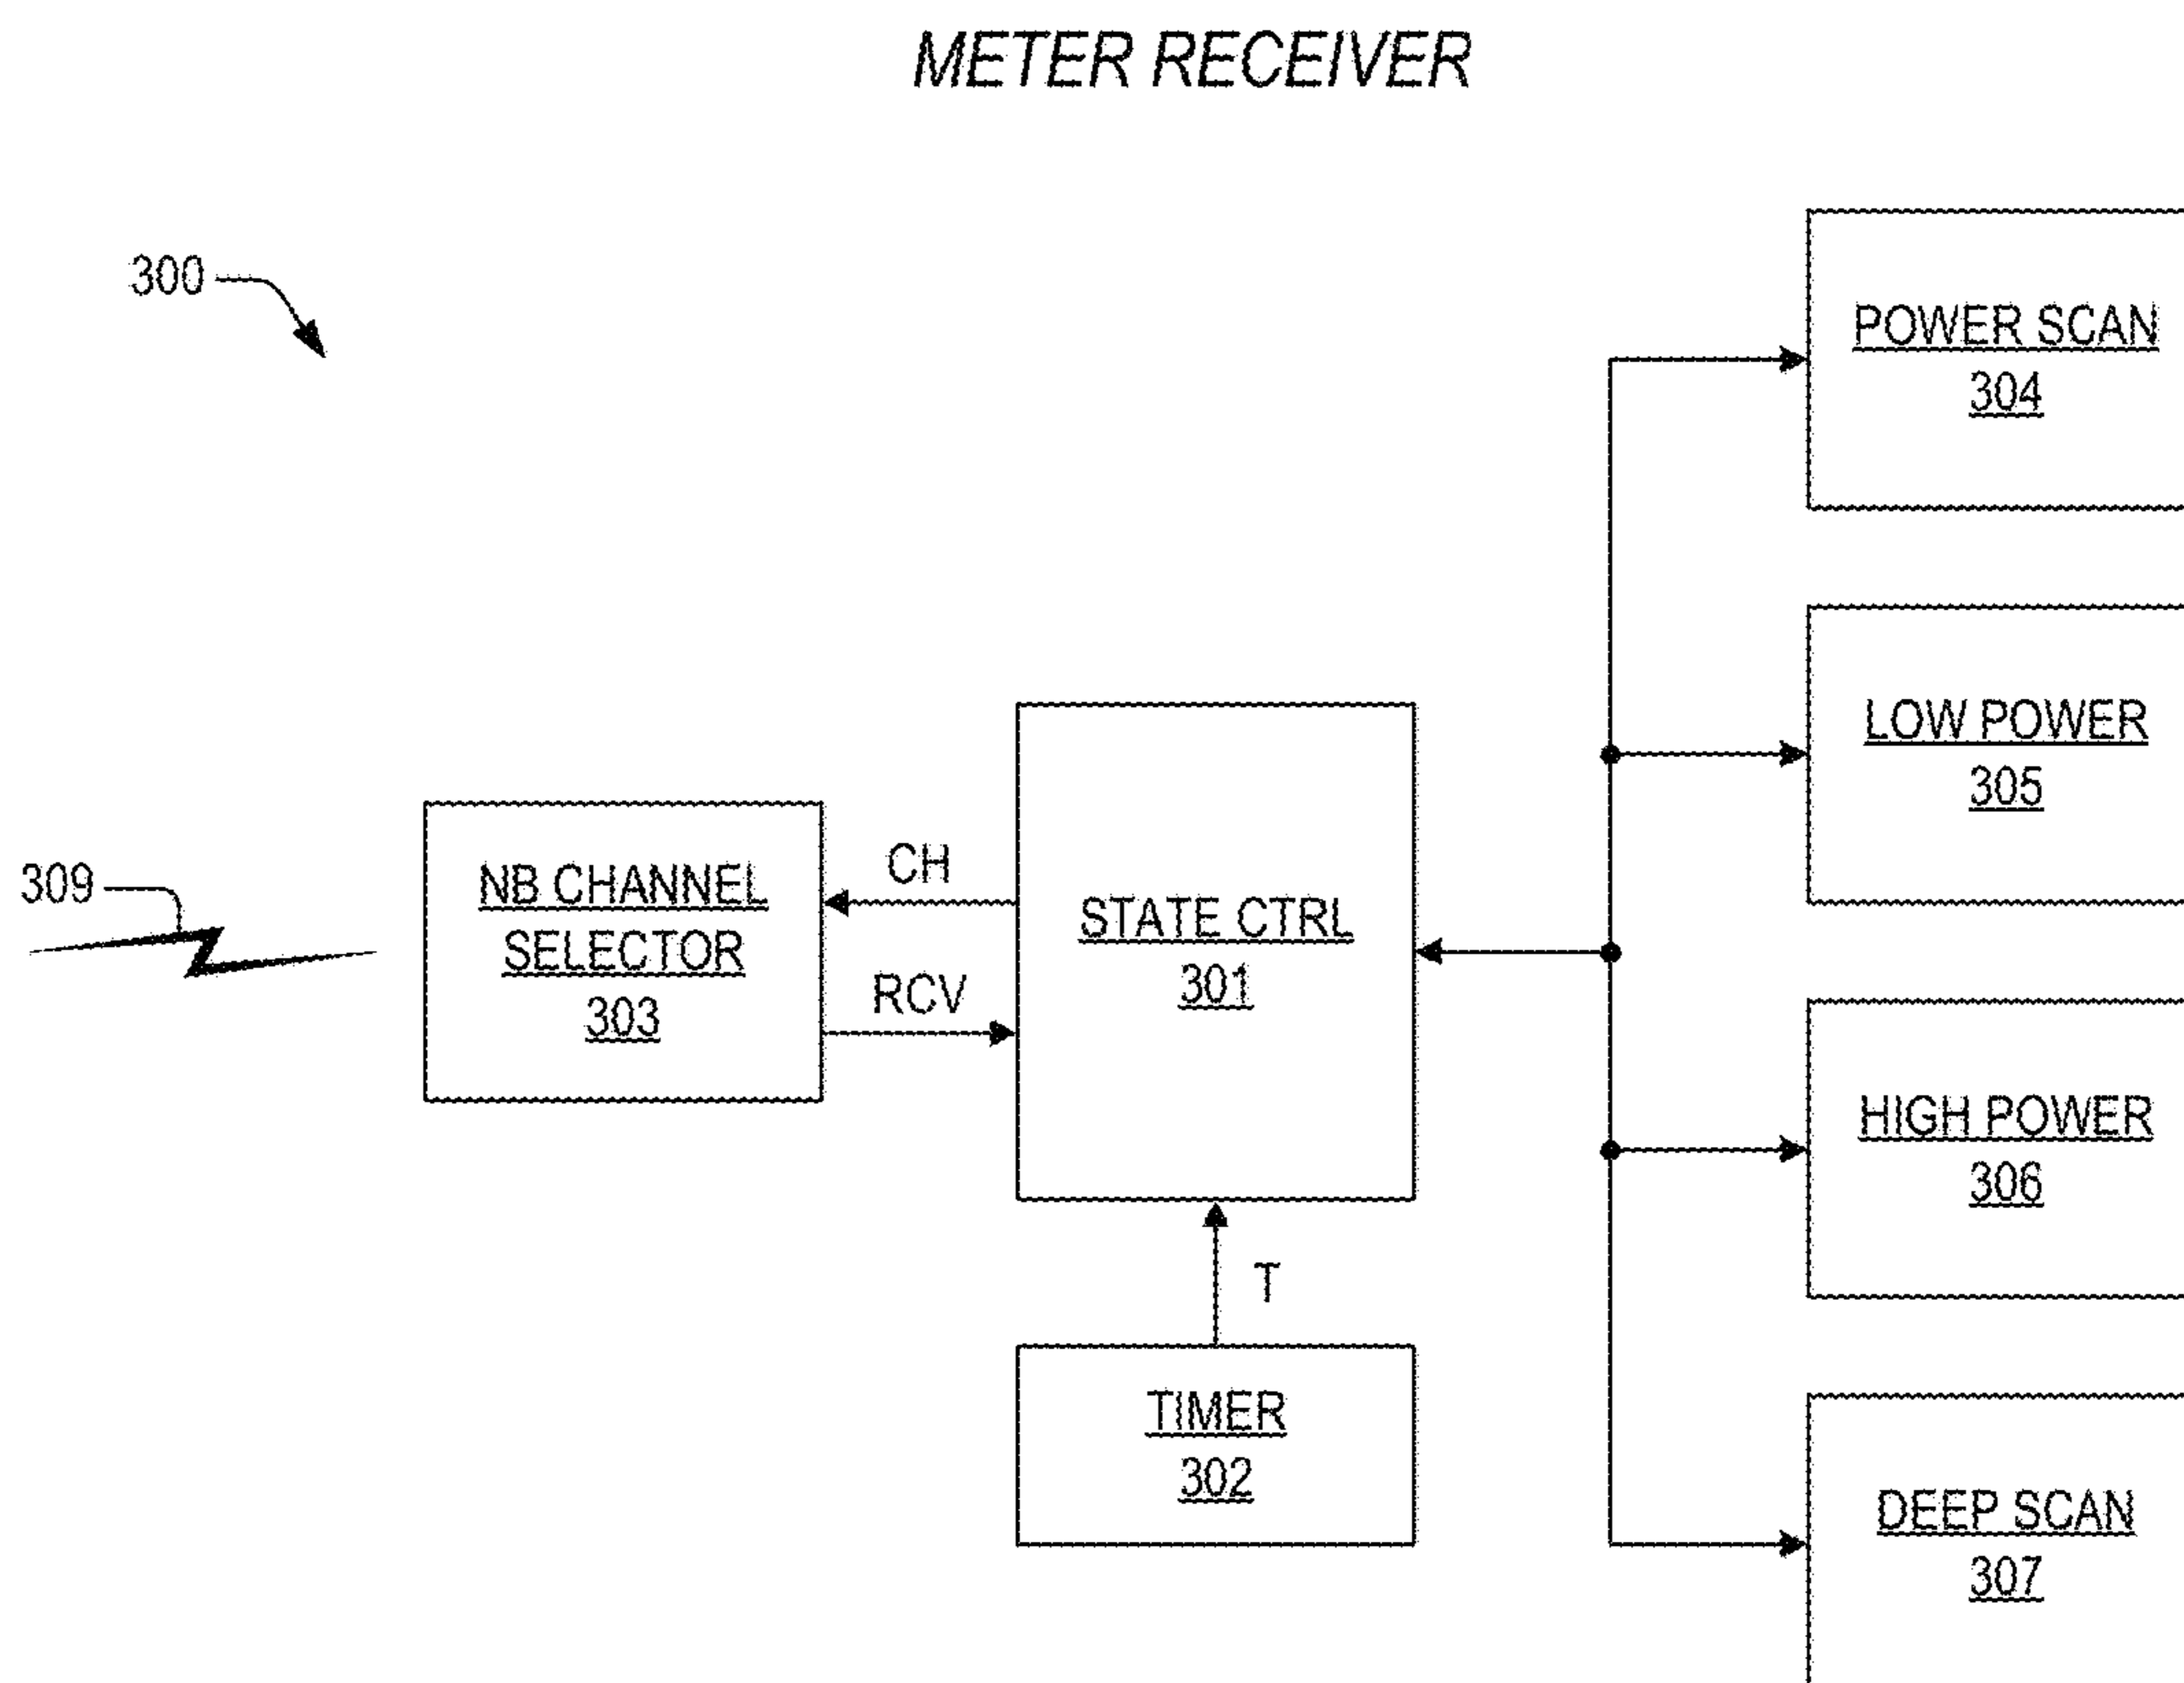 METER RECEIVER
300
POWER SCAN
304
LOW POWER
305
309
NB CHANNEL
SELECTOR
303
CH
RCV
STATE CTRL
301
HIGH POWER
306
T
TIMER
302
DEEP SCAN
307